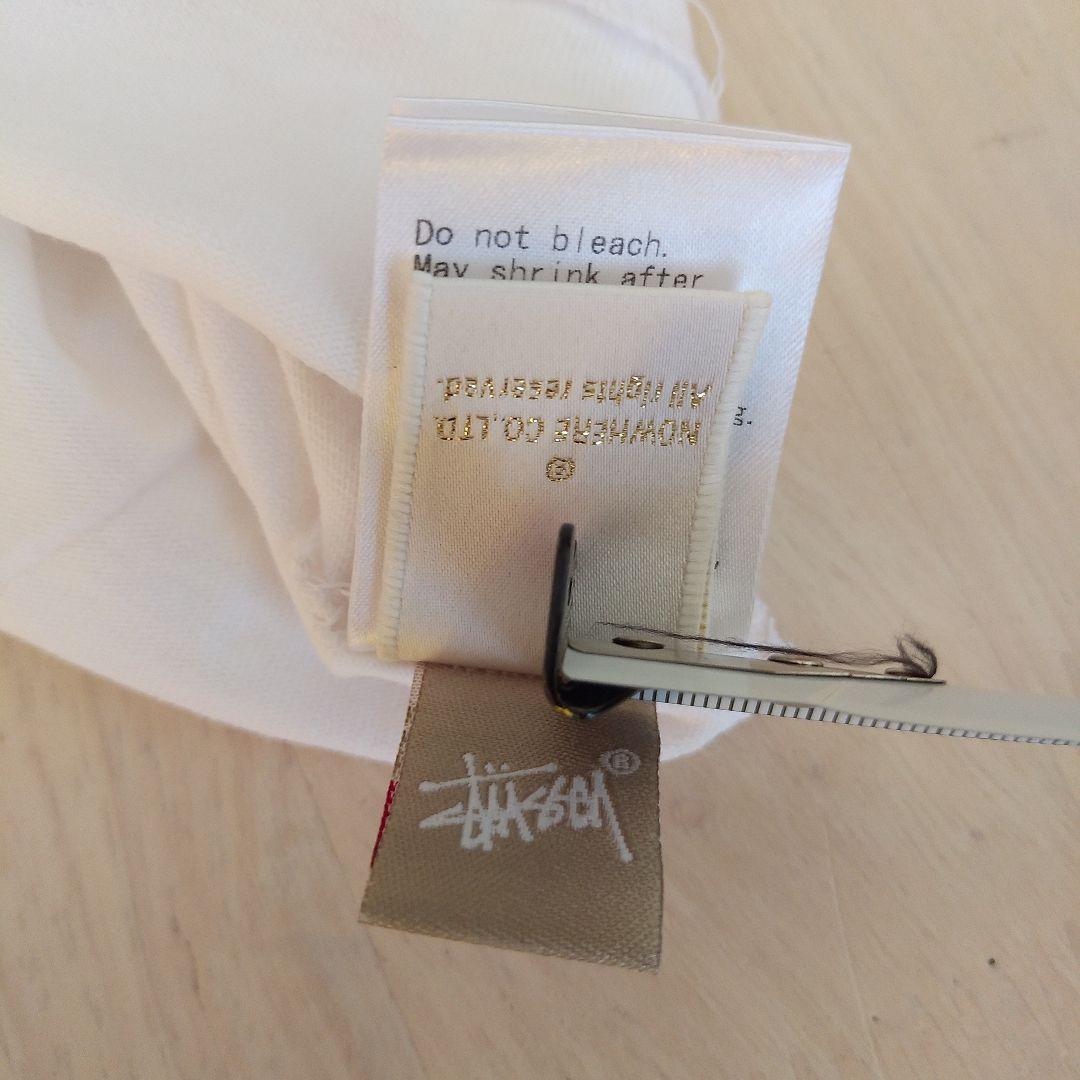 Do not bleach.
May shrink after
®
NOWHERE CO.,LTD.
All rights reserved.
Stüssy ®